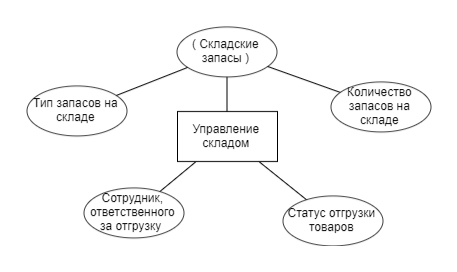 ( Складские
запасы )
Тип запасов на
складе
Количество
запасов на
складе
Управление
складом
Сотрудник,
ответственного
за отгрузку
Статус отгрузки
товаров